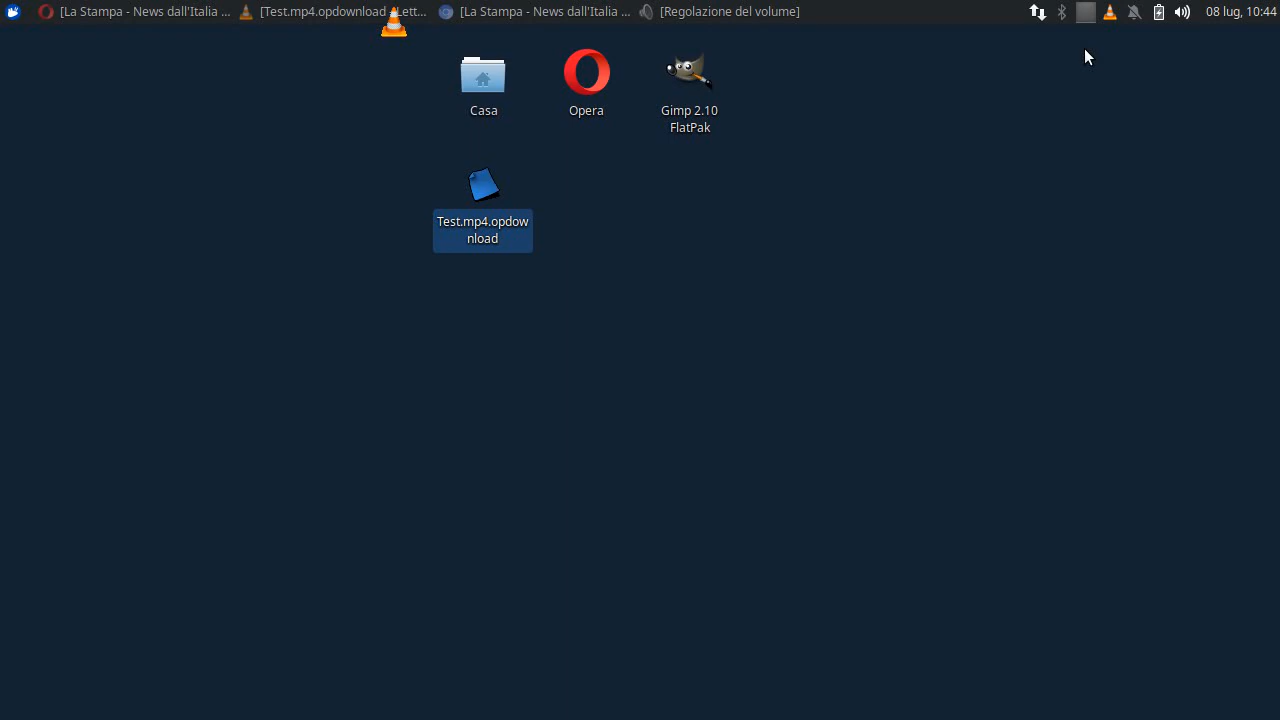 [La Stampa - News dall'Italia ...
[Test.mp4.opdownload - Lett...
[La Stampa - News dall'Italia ...
[Regolazione del volume]
08 lug, 10:44
Casa
Opera
Gimp 2.10
FlatPak
Test.mp4.opdow
nload